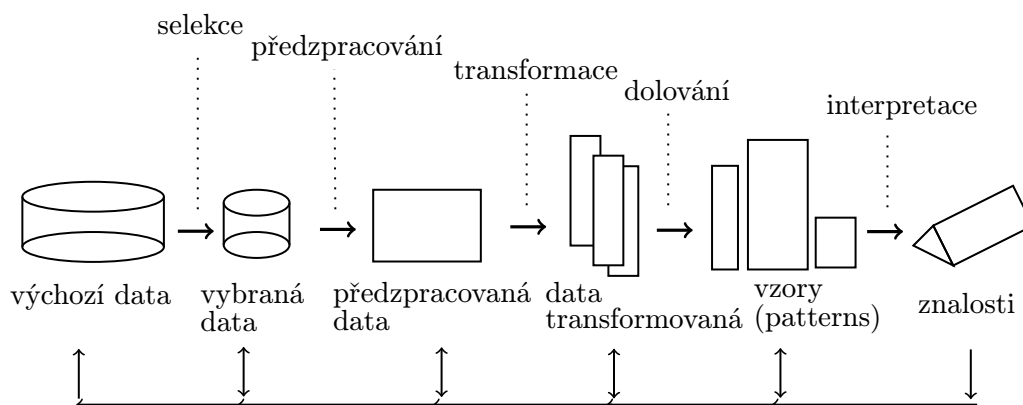 selekce
předzpracování
transformace
dolování
interpretace
výchozí data
vybraná
data
předzpracovaná
data
data
transformovaná
vzory
(patterns)
znalosti